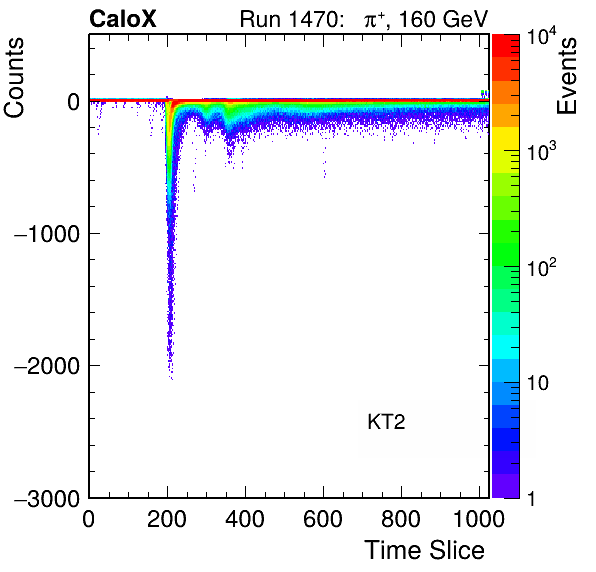 CaloX Run 1470: π⁺, 160 GeV
Counts
Events
0
−1000
−2000
−3000
0 200 400 600 800 1000
Time Slice
KT2
10⁴
10³
10²
10
1